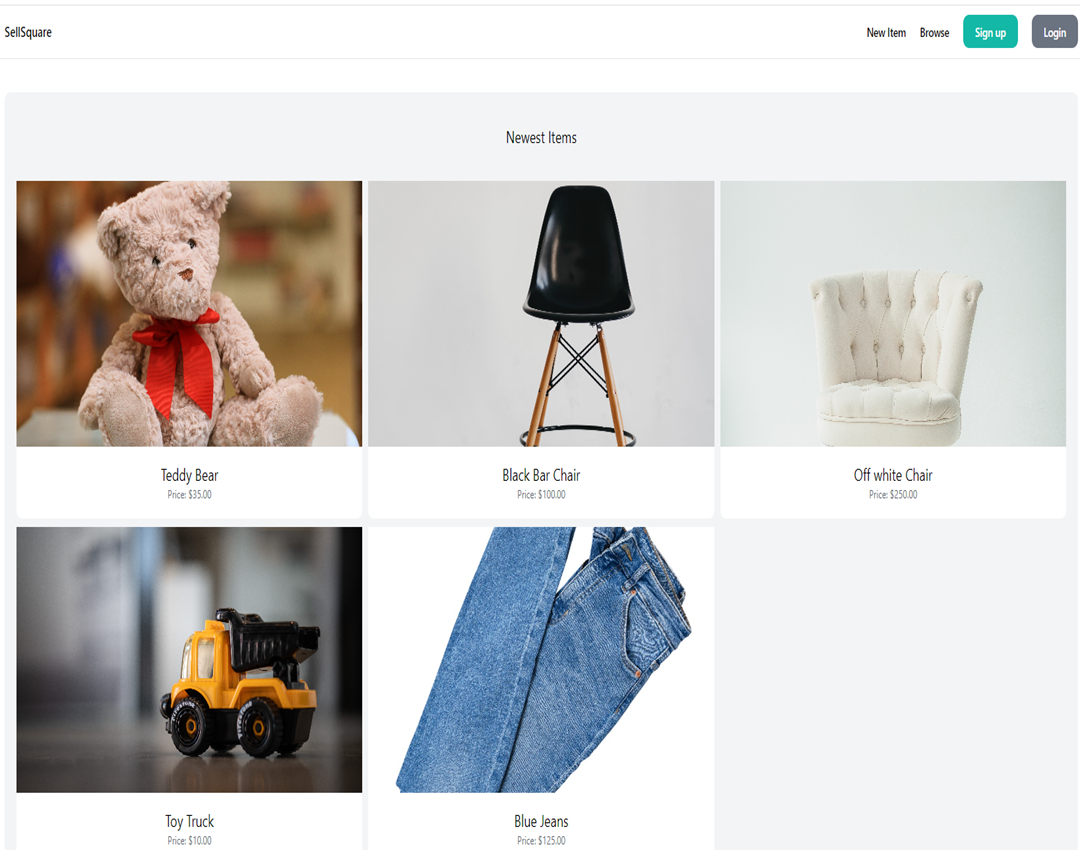 SellSquare
New Item Browse Sign up Login
Newest Items
Teddy Bear
Price: $35.00
Black Bar Chair
Price: $100.00
Off white Chair
Price: $250.00
Toy Truck
Price: $10.00
Blue Jeans
Price: $125.00